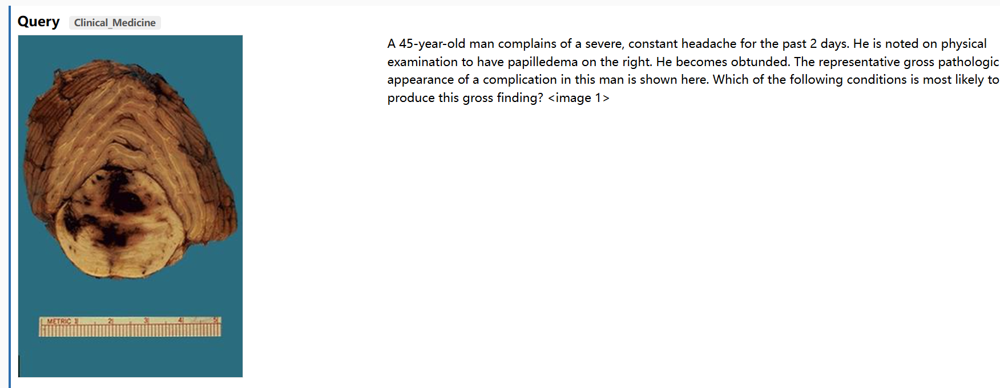 Query Clinical_Medicine
A 45-year-old man complains of a severe, constant headache for the past 2 days. He is noted on physical
examination to have papilledema on the right. He becomes obtunded. The representative gross pathologic
appearance of a complication in this man is shown here. Which of the following conditions is most likely to
produce this gross finding? <image 1>
METRIC 1 2 3 4 5